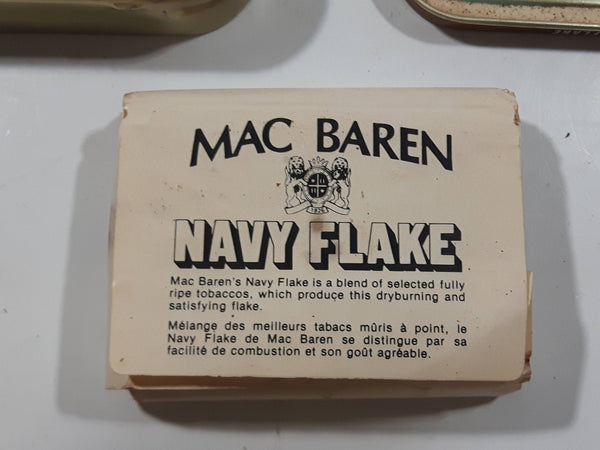 MAC BAREN
NAVY FLAKE
Mac Baren's Navy Flake is a blend of selected fully
ripe tobaccos, which produce this dryburning and
satisfying flake.
Mélange des meilleurs tabacs mûris à point, le
Navy Flake de Mac Baren se distingue par sa
facilité de combustion et son goût agréable.